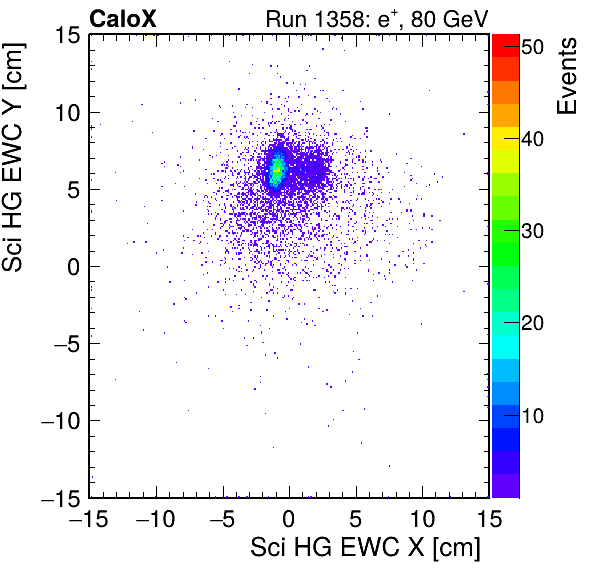 CaloX Run 1358: e⁺, 80 GeV
Sci HG EWC Y [cm]
15
10
5
0
−5
−10
−15
−15 −10 −5 0 5 10 15
Sci HG EWC X [cm]
Events
50
40
30
20
10